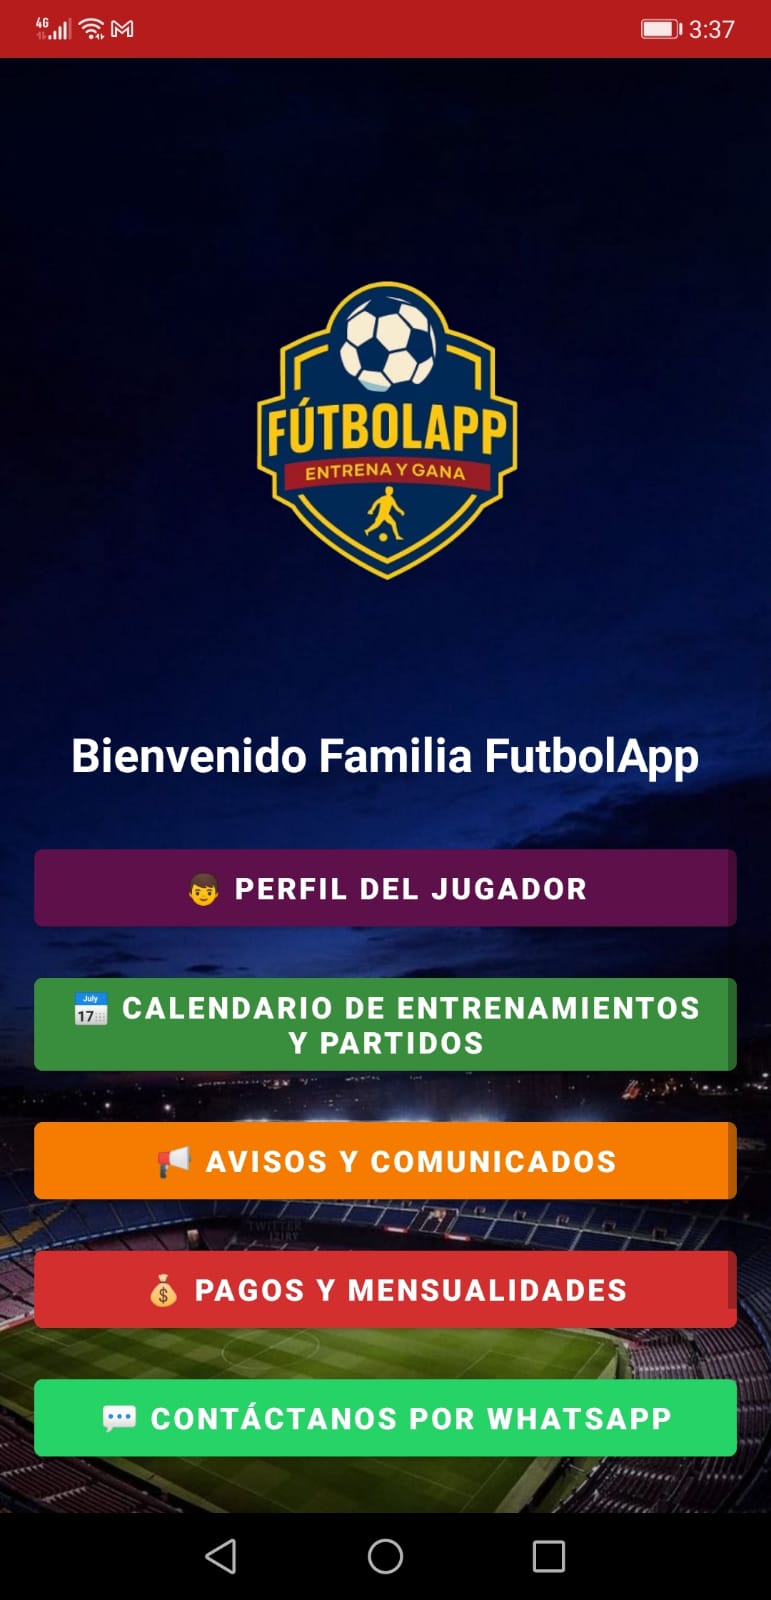 4G
3:37
FÚTBOLAPP
ENTRENA Y GANA
Bienvenido Familia FutbolApp
PERFIL DEL JUGADOR
July
17
CALENDARIO DE ENTRENAMIENTOS
Y PARTIDOS
AVISOS Y COMUNICADOS
TWITTER
PAGOS Y MENSUALIDADES
CONTÁCTANOS POR WHATSAPP